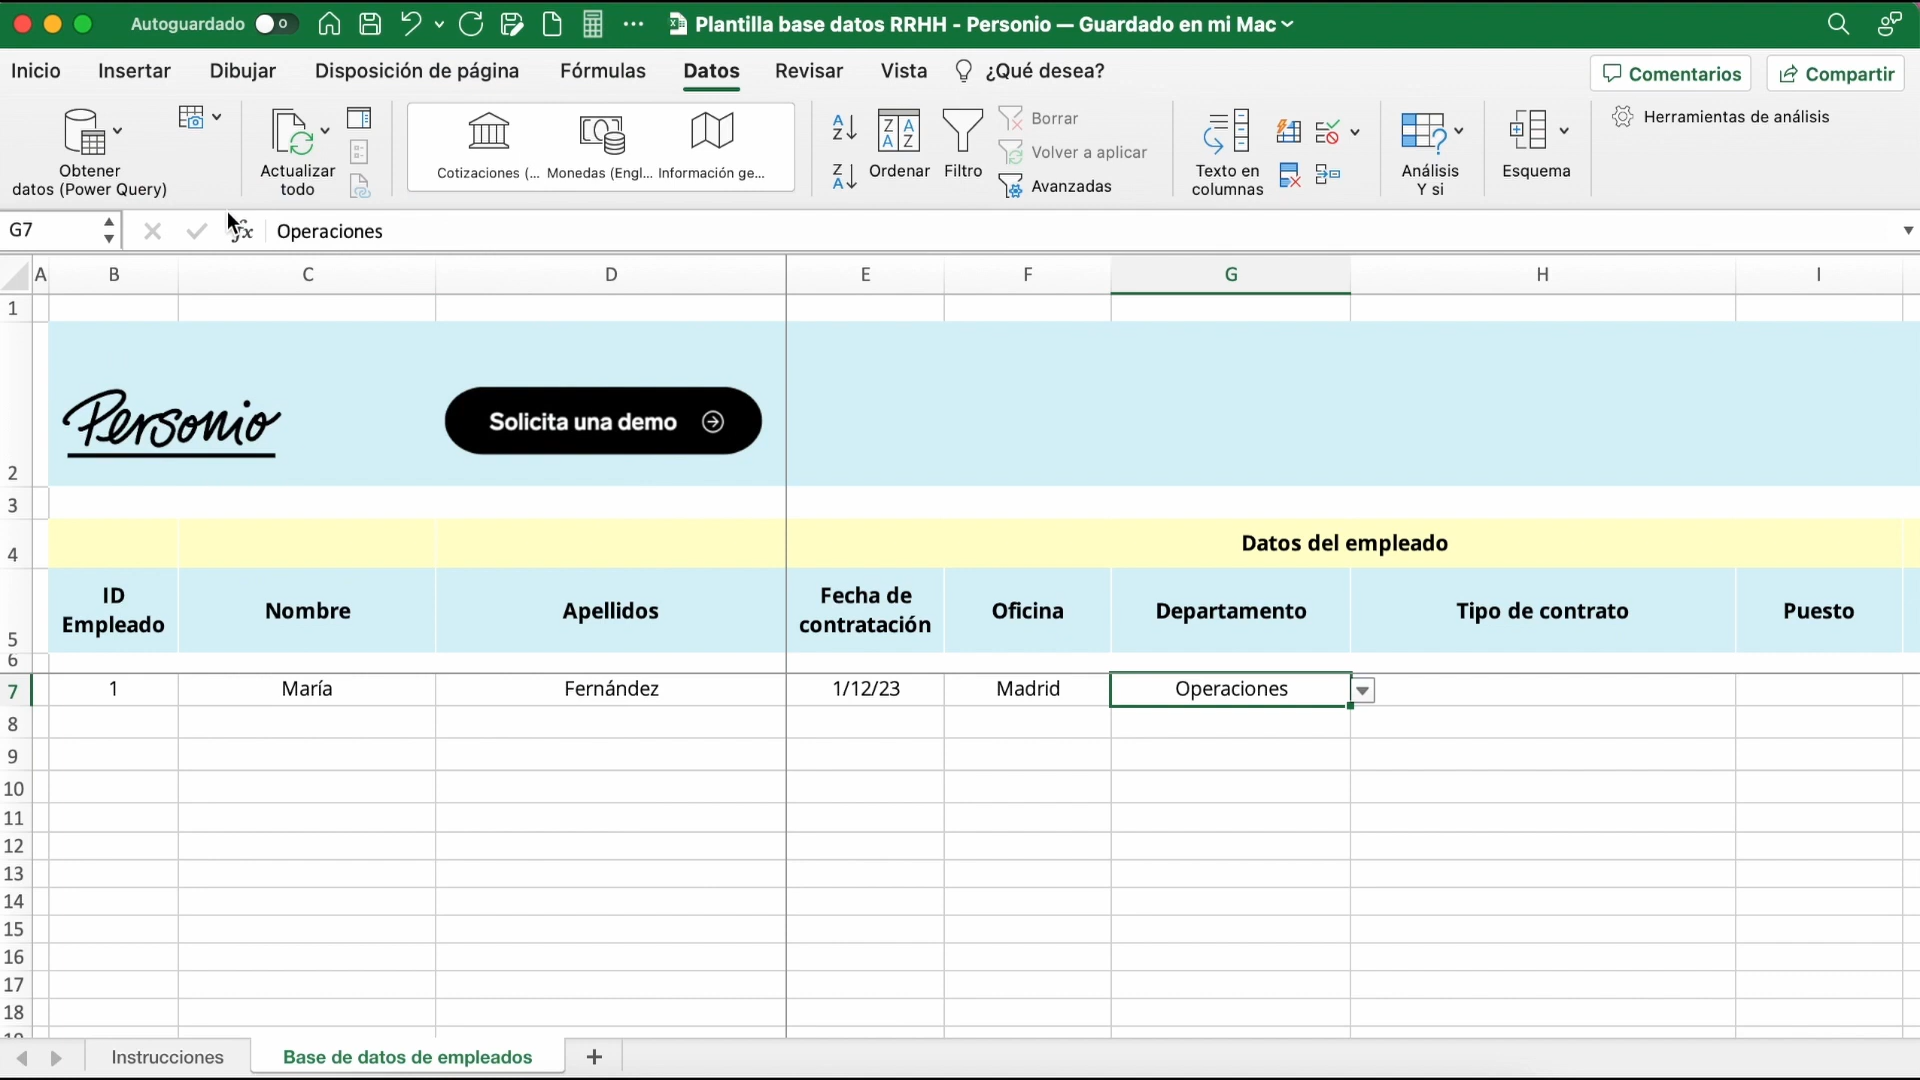 Autoguardado
Plantilla base datos RRHH - Personio — Guardado en mi Mac
Inicio Insertar Dibujar Disposición de página Fórmulas Datos Revisar Vista ¿Qué desea? Comentarios Compartir
Obtener
datos (Power Query)
Actualizar
todo
Cotizaciones (... Monedas (Engl... Información ge...
Ordenar
Filtro
Borrar
Volver a aplicar
Avanzadas
Texto en
columnas
Análisis
Y si
Esquema
Herramientas de análisis
G7 fx Operaciones
A B C D E F G H I
1
2
Personio
Solicita una demo
3
4 Datos del empleado
5
ID
Empleado
Nombre
Apellidos
Fecha de
contratación
Oficina
Departamento
Tipo de contrato
Puesto
6
7 1 María Fernández 1/12/23 Madrid Operaciones
8
9
10
11
12
13
14
15
16
17
18
Instrucciones Base de datos de empleados +